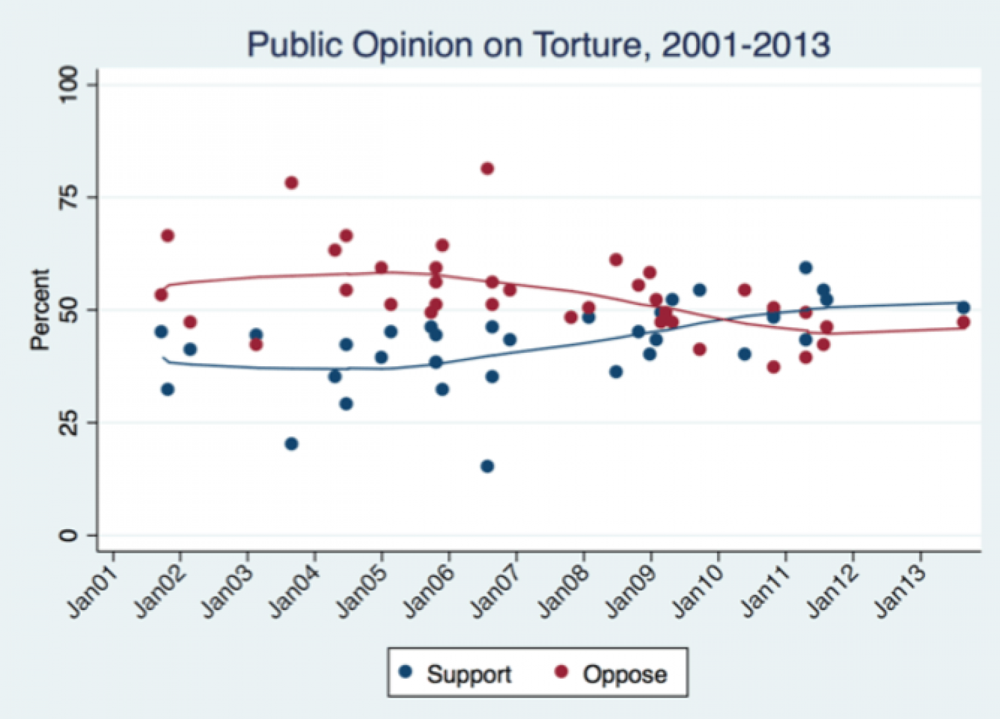 Public Opinion on Torture, 2001-2013
100
75
50
25
0
Percent
Jan01
Jan02
Jan03
Jan04
Jan05
Jan06
Jan07
Jan08
Jan09
Jan10
Jan11
Jan12
Jan13
Support
Oppose